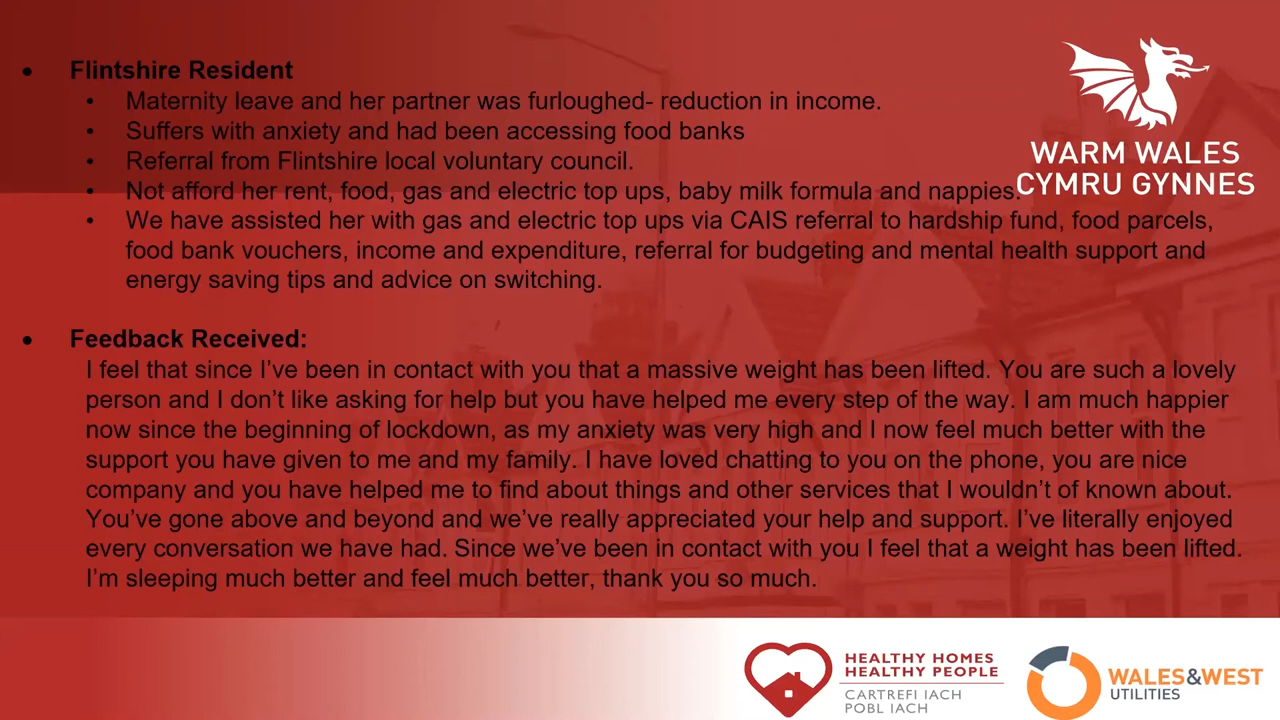 • Flintshire Resident
• Maternity leave and her partner was furloughed- reduction in income.
• Suffers with anxiety and had been accessing food banks
• Referral from Flintshire local voluntary council.
• Not afford her rent, food, gas and electric top ups, baby milk formula and nappies.
• We have assisted her with gas and electric top ups via CAIS referral to hardship fund, food parcels,
food bank vouchers, income and expenditure, referral for budgeting and mental health support and
energy saving tips and advice on switching.
WARM WALES
CYMRU GYNNES
• Feedback Received:
I feel that since I’ve been in contact with you that a massive weight has been lifted. You are such a lovely
person and I don’t like asking for help but you have helped me every step of the way. I am much happier
now since the beginning of lockdown, as my anxiety was very high and I now feel much better with the
support you have given to me and my family. I have loved chatting to you on the phone, you are nice
company and you have helped me to find about things and other services that I wouldn’t of known about.
You’ve gone above and beyond and we’ve really appreciated your help and support. I’ve literally enjoyed
every conversation we have had. Since we’ve been in contact with you I feel that a weight has been lifted.
I’m sleeping much better and feel much better, thank you so much.
HEALTHY HOMES
HEALTHY PEOPLE
CARTREFI IACH
POBL IACH
WALES&WEST
UTILITIES